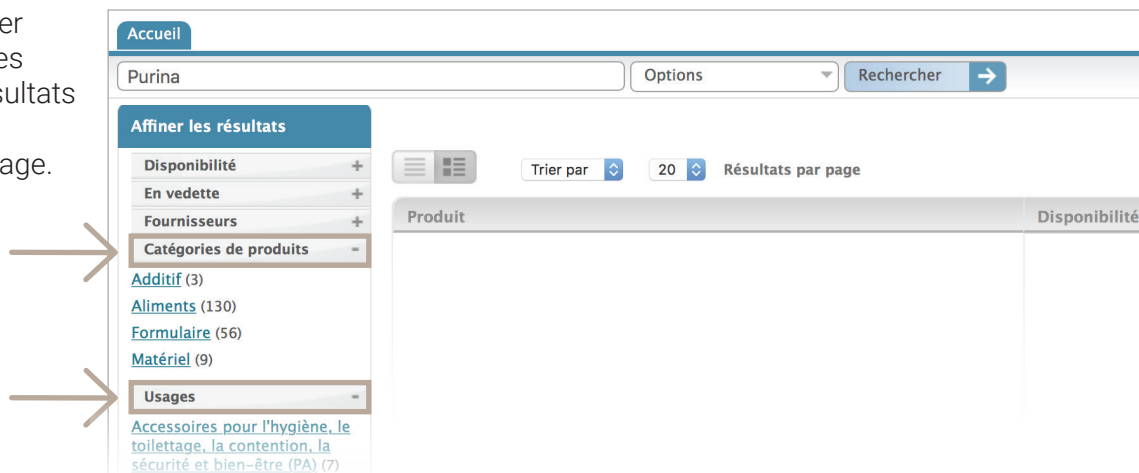 er
es
sultats
age.
Accueil
Purina
Options
Rechercher
Affiner les résultats
Disponibilité +
En vedette +
Fournisseurs +
Catégories de produits -
Additif (3)
Aliments (130)
Formulaire (56)
Matériel (9)
Usages -
Accessoires pour l'hygiène, le
toilettage, la contention, la
sécurité et bien-être (PA) (7)
Trier par
20
Résultats par page
Produit
Disponibilité